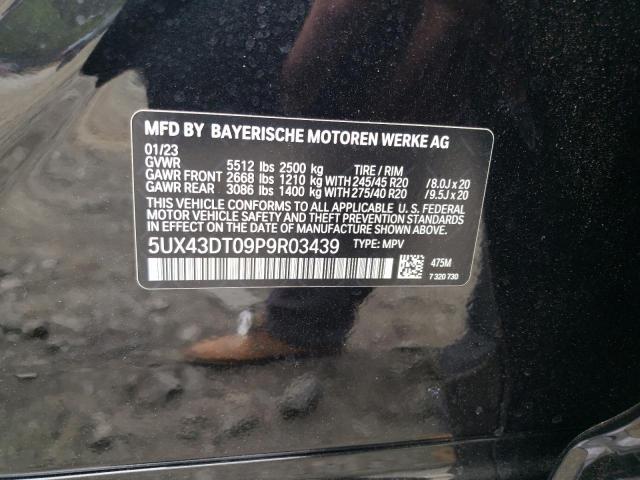 MFD BY BAYERISCHE MOTOREN WERKE AG
01/23
GVWR 5512 lbs 2500 kg TIRE / RIM
GAWR FRONT 2668 lbs 1210 kg WITH 245/45 R20 /8.0J x 20
GAWR REAR 3086 lbs 1400 kg WITH 275/40 R20 /9.5J x 20
THIS VEHICLE CONFORMS TO ALL APPLICABLE U. S. FEDERAL
MOTOR VEHICLE SAFETY AND THEFT PREVENTION STANDARDS
IN EFFECT ON THE DATE OF MANUFACTURE SHOWN ABOVE.
5UX43DT09P9R03439 TYPE: MPV
475M
7 320 730